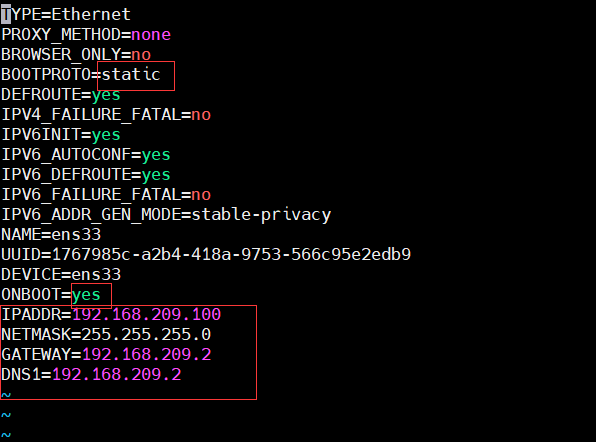 TYPE=Ethernet
PROXY_METHOD=none
BROWSER_ONLY=no
BOOTPROTO=static
DEFROUTE=yes
IPV4_FAILURE_FATAL=no
IPV6INIT=yes
IPV6_AUTOCONF=yes
IPV6_DEFROUTE=yes
IPV6_FAILURE_FATAL=no
IPV6_ADDR_GEN_MODE=stable-privacy
NAME=ens33
UUID=1767985c-a2b4-418a-9753-566c95e2edb9
DEVICE=ens33
ONBOOT=yes
IPADDR=192.168.209.100
NETMASK=255.255.255.0
GATEWAY=192.168.209.2
DNS1=192.168.209.2
~
~
~